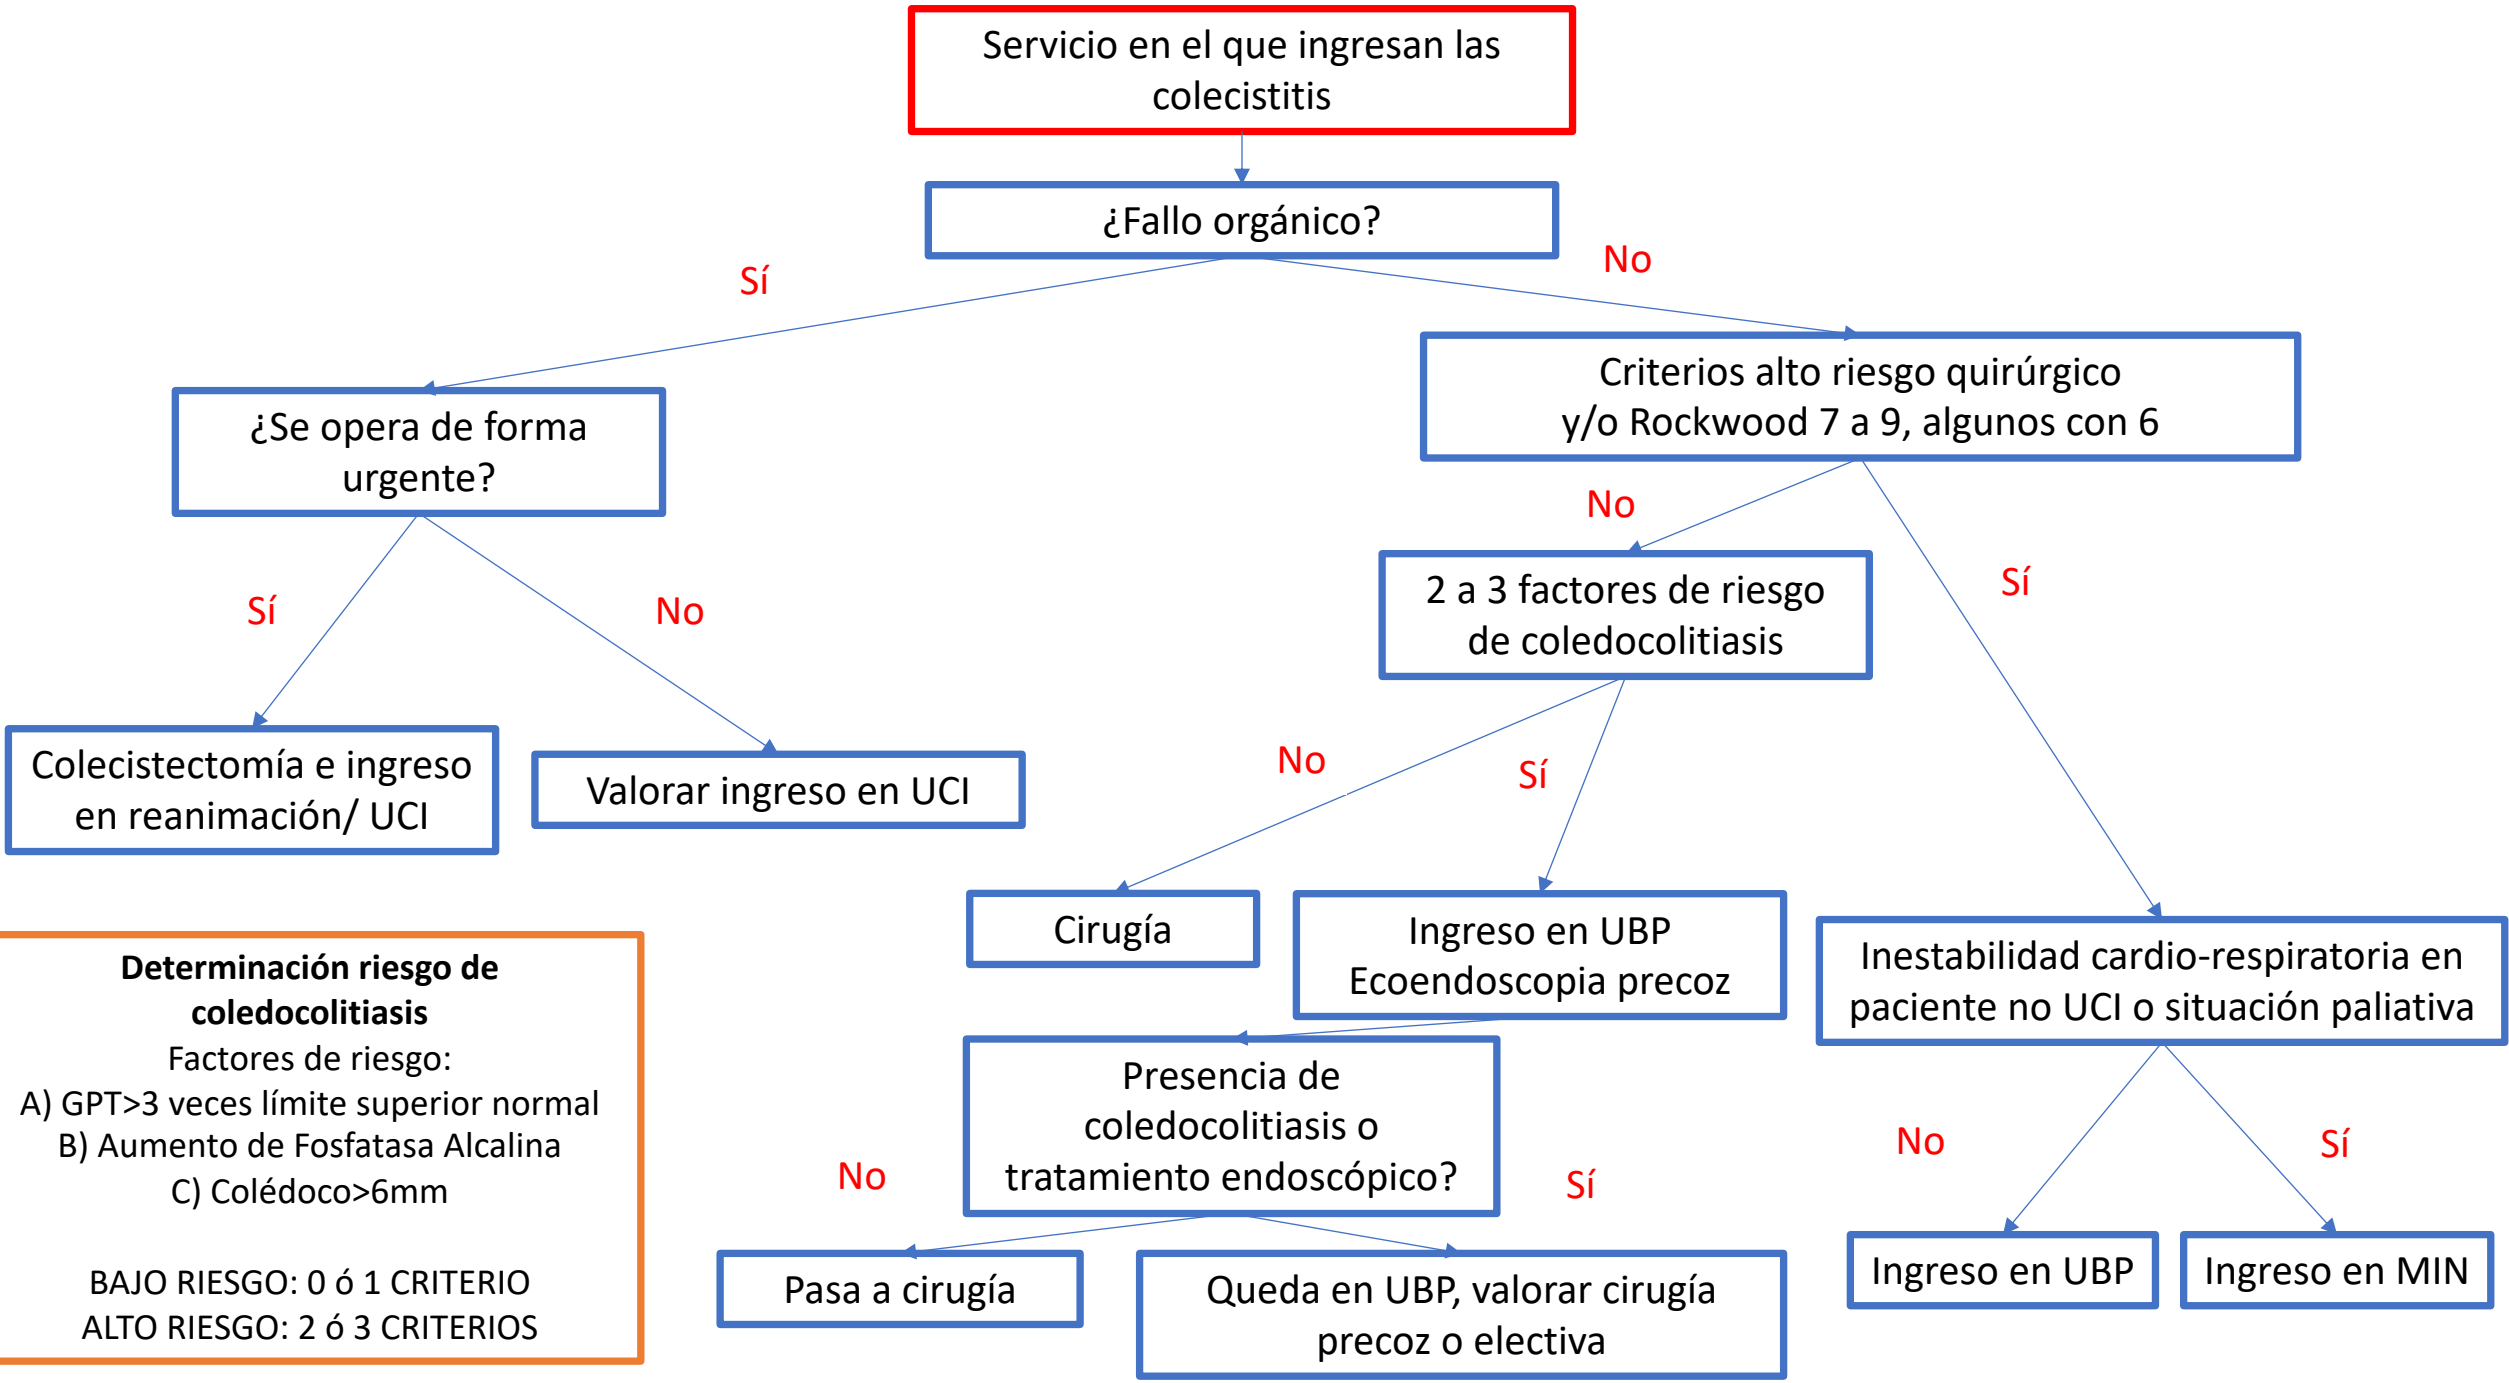 Servicio en el que ingresan las
colecistitis
¿Fallo orgánico?
Sí
No
¿Se opera de forma
urgente?
Criterios alto riesgo quirúrgico
y/o Rockwood 7 a 9, algunos con 6
Sí
No
No
Sí
2 a 3 factores de riesgo
de coledocolitiasis
Colecistectomía e ingreso
en reanimación/ UCI
Valorar ingreso en UCI
No
Sí
Cirugía
Ingreso en UBP
Ecoendoscopia precoz
Inestabilidad cardio-respiratoria en
paciente no UCI o situación paliativa
Presencia de
coledocolitiasis o
tratamiento endoscópico?
No
Sí
No
Sí
Pasa a cirugía
Queda en UBP, valorar cirugía
precoz o electiva
Ingreso en UBP
Ingreso en MIN
Determinación riesgo de
coledocolitiasis
Factores de riesgo:
A) GPT>3 veces límite superior normal
B) Aumento de Fosfatasa Alcalina
C) Colédoco>6mm
BAJO RIESGO: 0 ó 1 CRITERIO
ALTO RIESGO: 2 ó 3 CRITERIOS